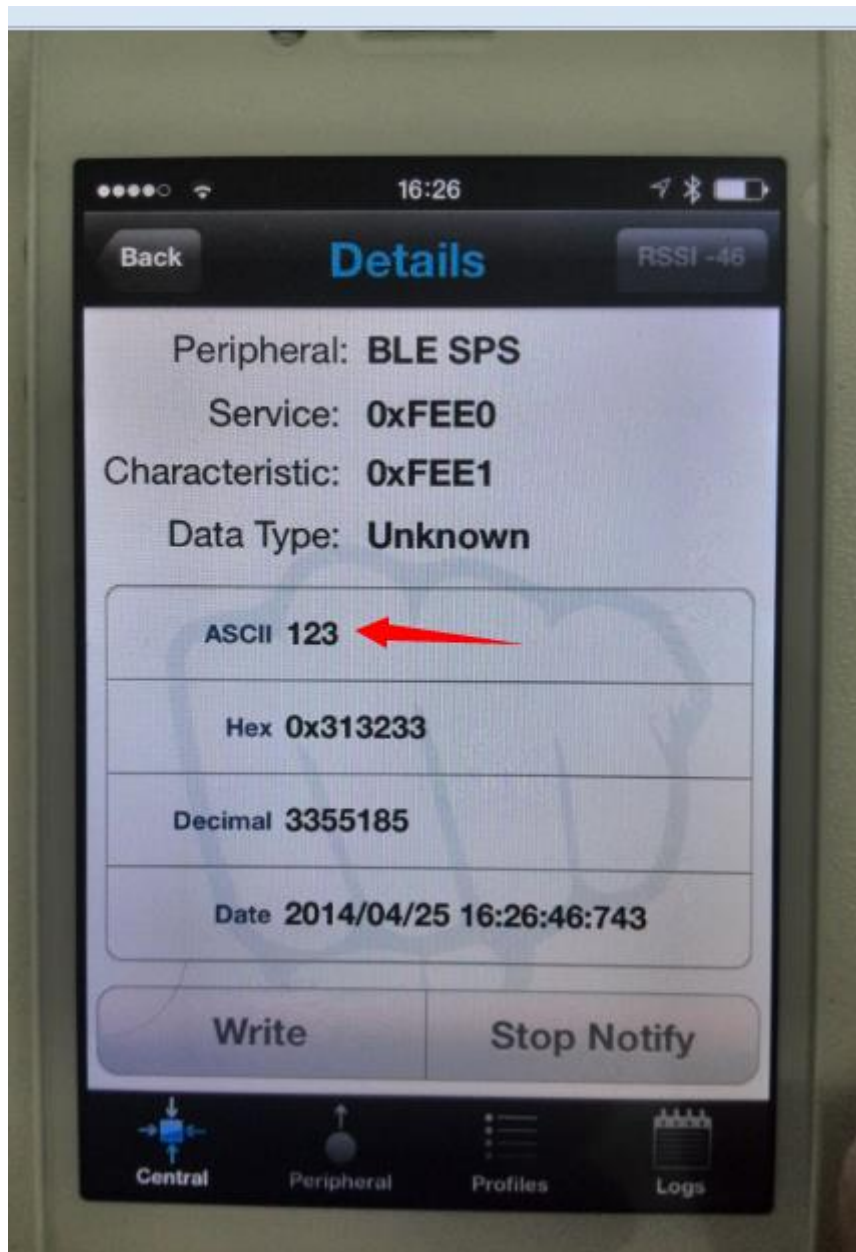 16:26
Back Details RSSI -46
Peripheral: BLE SPS
Service: 0xFEE0
Characteristic: 0xFEE1
Data Type: Unknown
ASCII 123
Hex 0x313233
Decimal 3355185
Date 2014/04/25 16:26:46:743
Write Stop Notify
Central Peripheral Profiles Logs